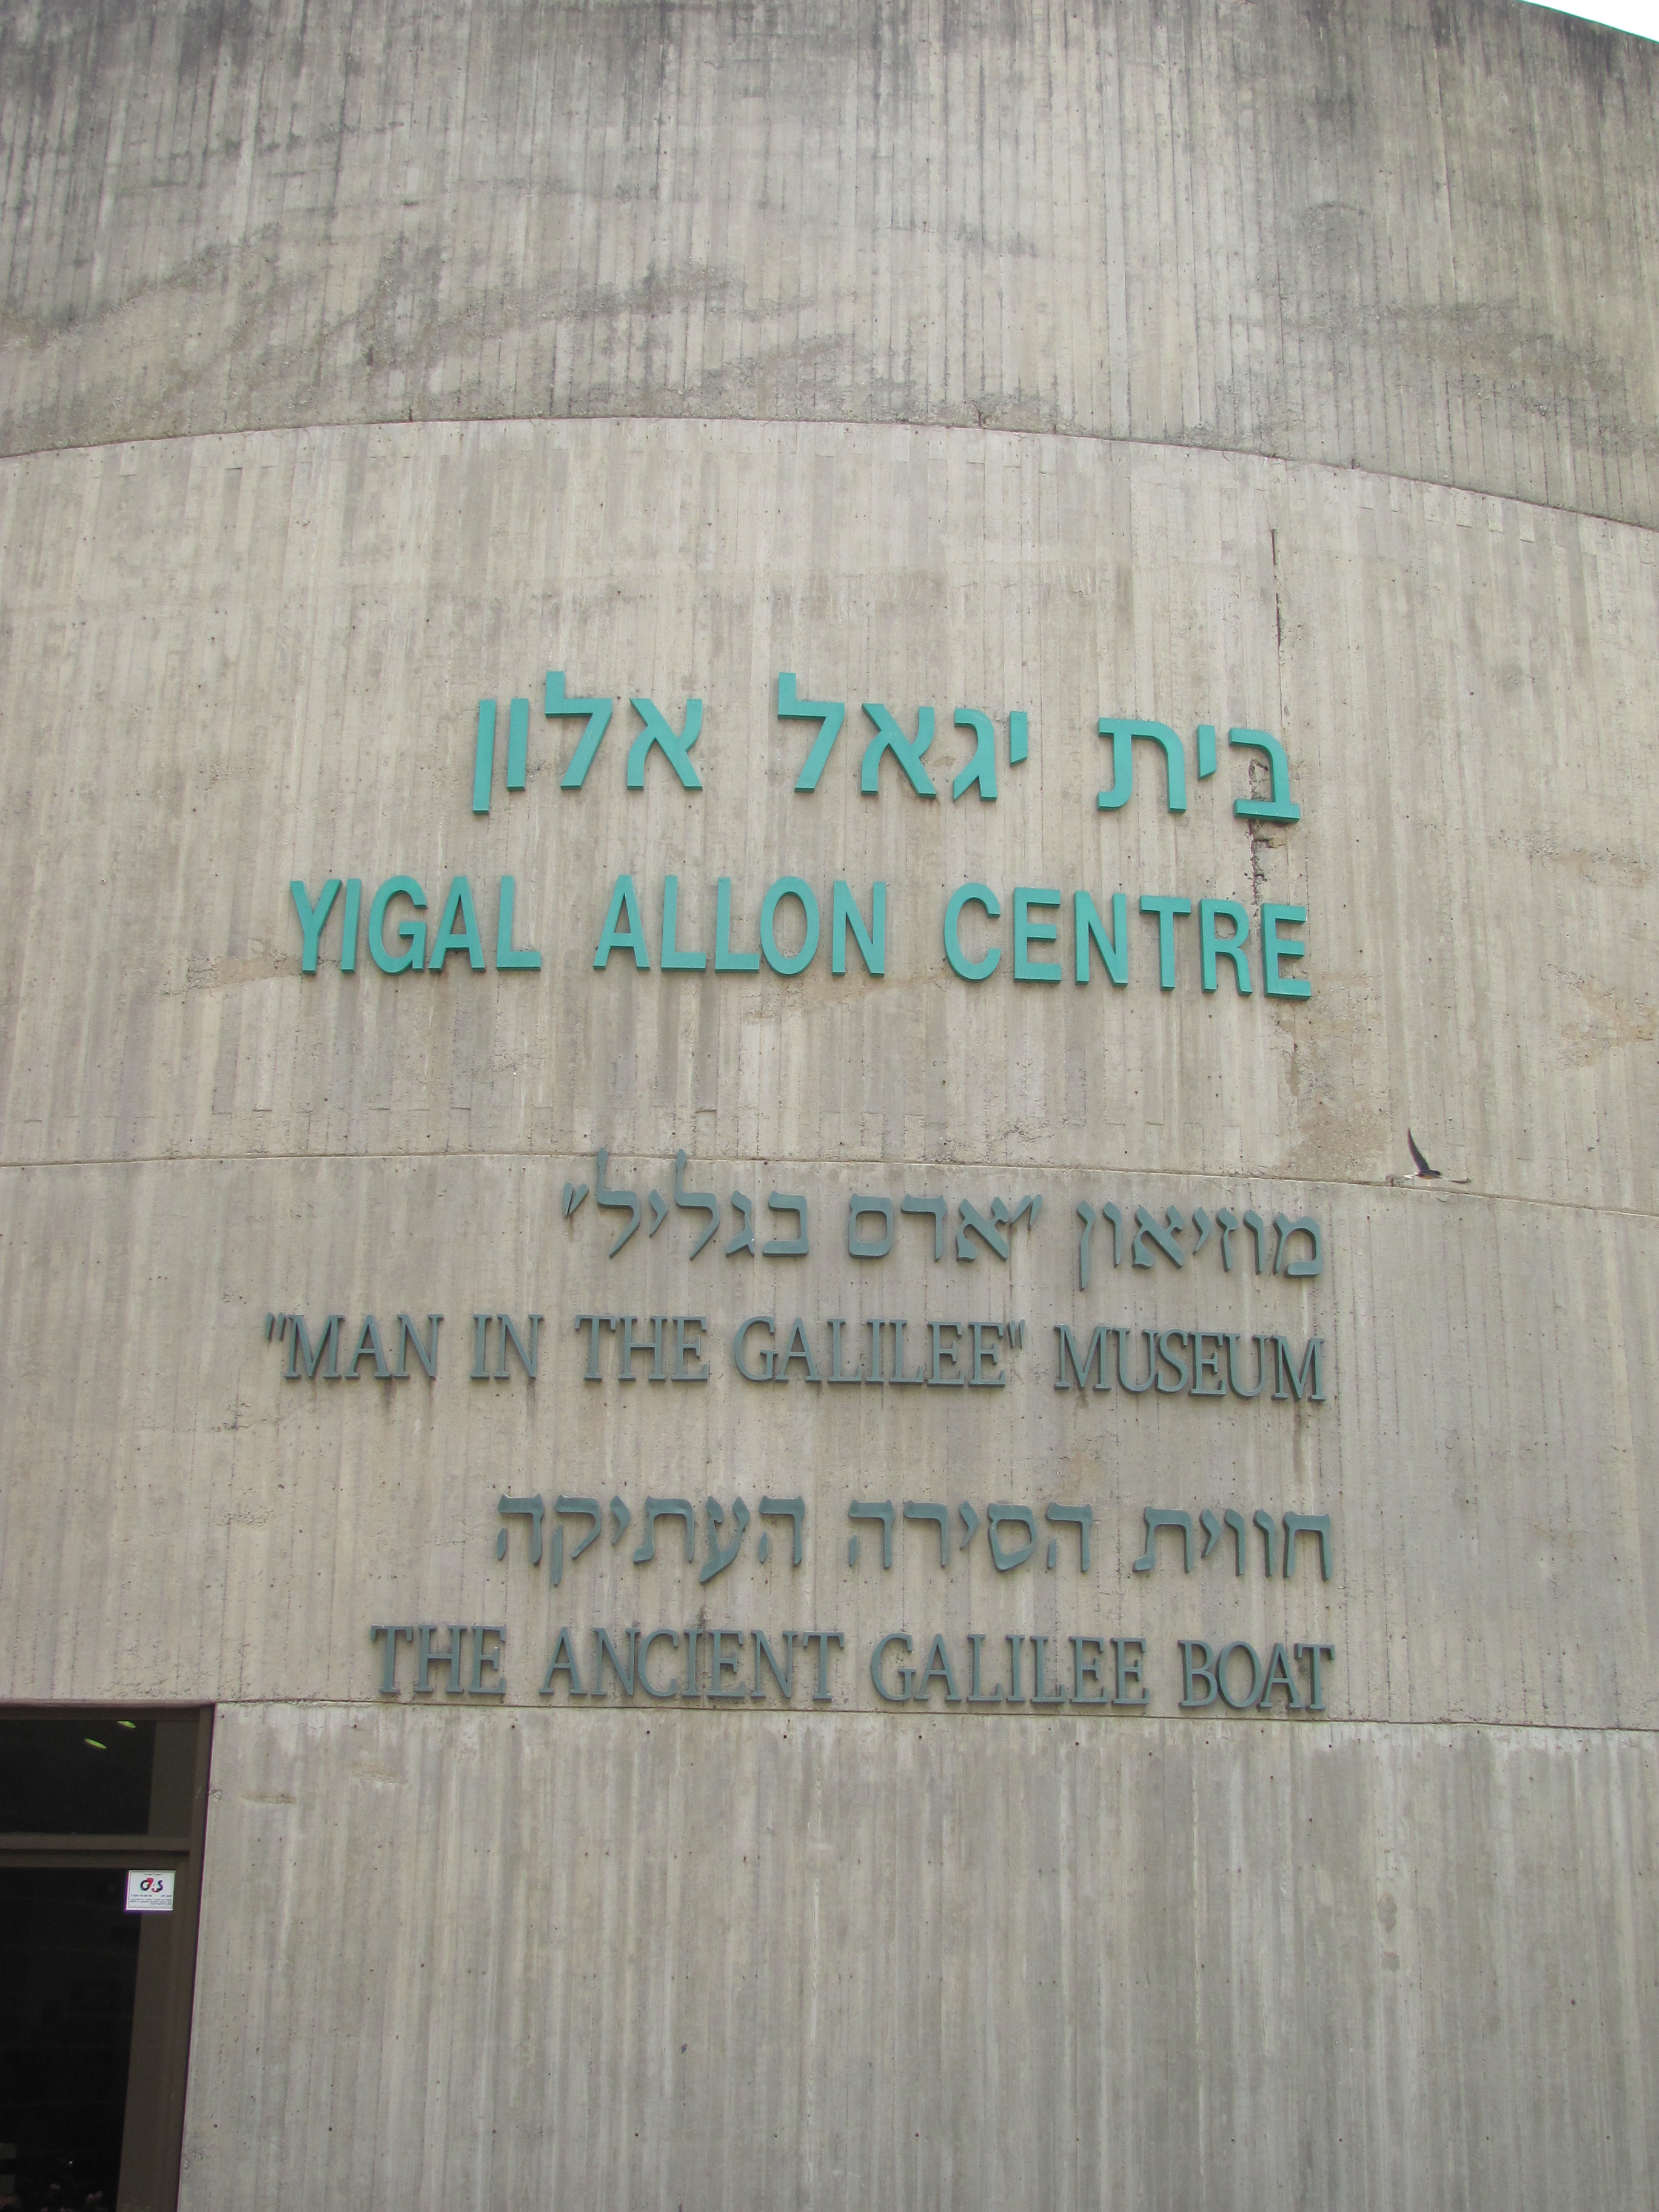 בית יגאל אלון
YIGAL ALLON CENTRE
מוזיאון "אדם בגליל"
"MAN IN THE GALILEE" MUSEUM
חווית הסירה העתיקה
THE ANCIENT GALILEE BOAT
G4S